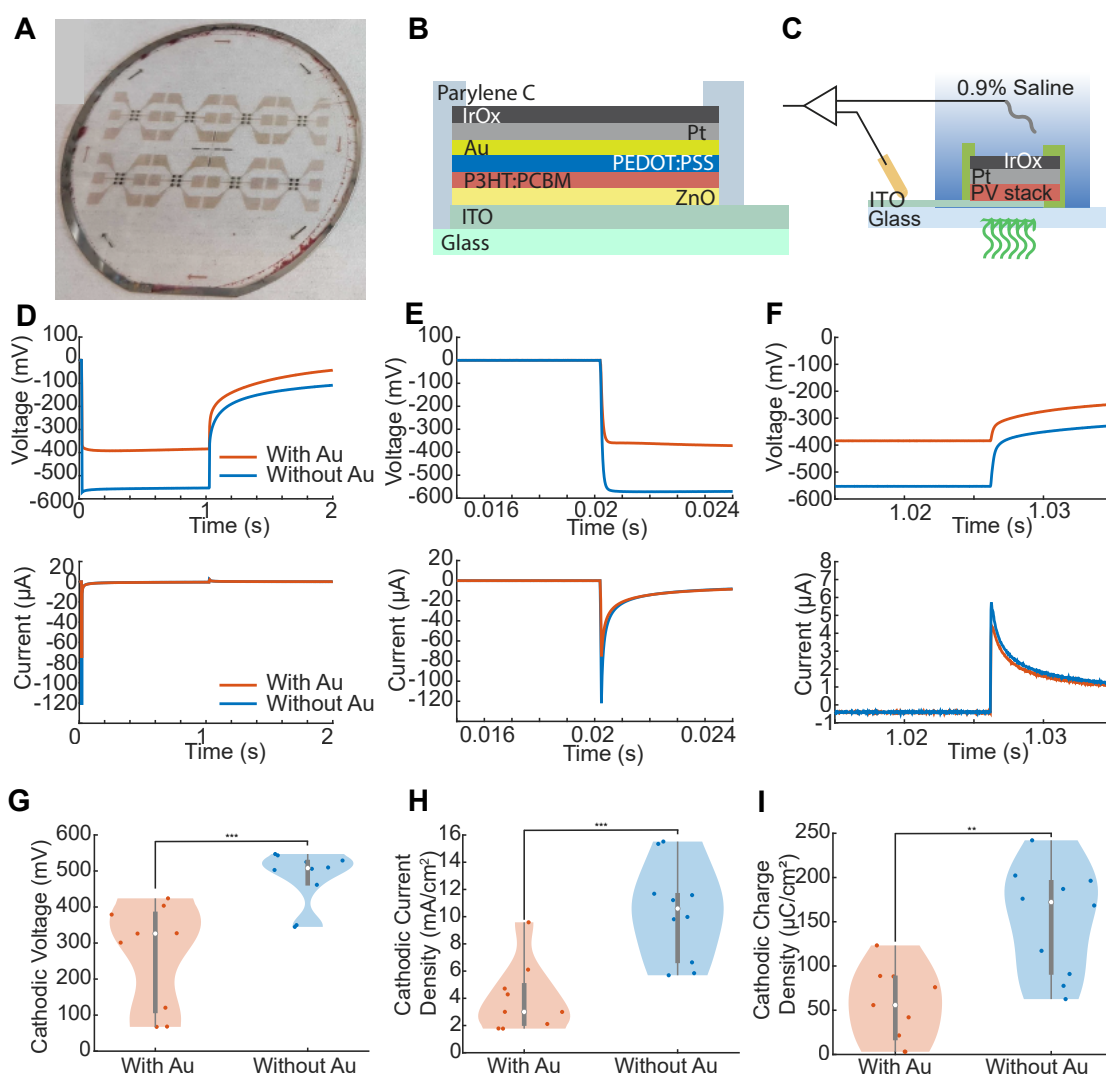 A
B
C
Parylene C
IrOx
Pt
Au
PEDOT:PSS
P3HT:PCBM
ZnO
ITO
Glass
0.9% Saline
IrOx
Pt
PV stack
ITO
Glass
D
100
0
-100
-200
-300
-400
-500
-600
Voltage (mV)
With Au
Without Au
0
1
2
Time (s)
20
0
-20
-40
-60
-80
-100
-120
Current (µA)
With Au
Without Au
0
1
2
Time (s)
E
100
0
-100
-200
-300
-400
-500
-600
Voltage (mV)
0.016
0.02
0.024
Time (s)
20
0
-20
-40
-60
-80
-100
-120
Current (µA)
0.016
0.02
0.024
Time (s)
F
0
-100
-200
-300
-400
-500
-600
Voltage (mV)
1.02
1.03
Time (s)
8
7
6
5
4
3
2
1
0
-1
Current (µA)
1.02
1.03
Time (s)
G
600
500
400
300
200
100
0
Cathodic Voltage (mV)
***
With Au
Without Au
H
16
14
12
10
8
6
4
2
0
Cathodic Current
Density (mA/cm²)
***
With Au
Without Au
I
250
200
150
100
50
0
Cathodic Charge
Density (µC/cm²)
**
With Au
Without Au